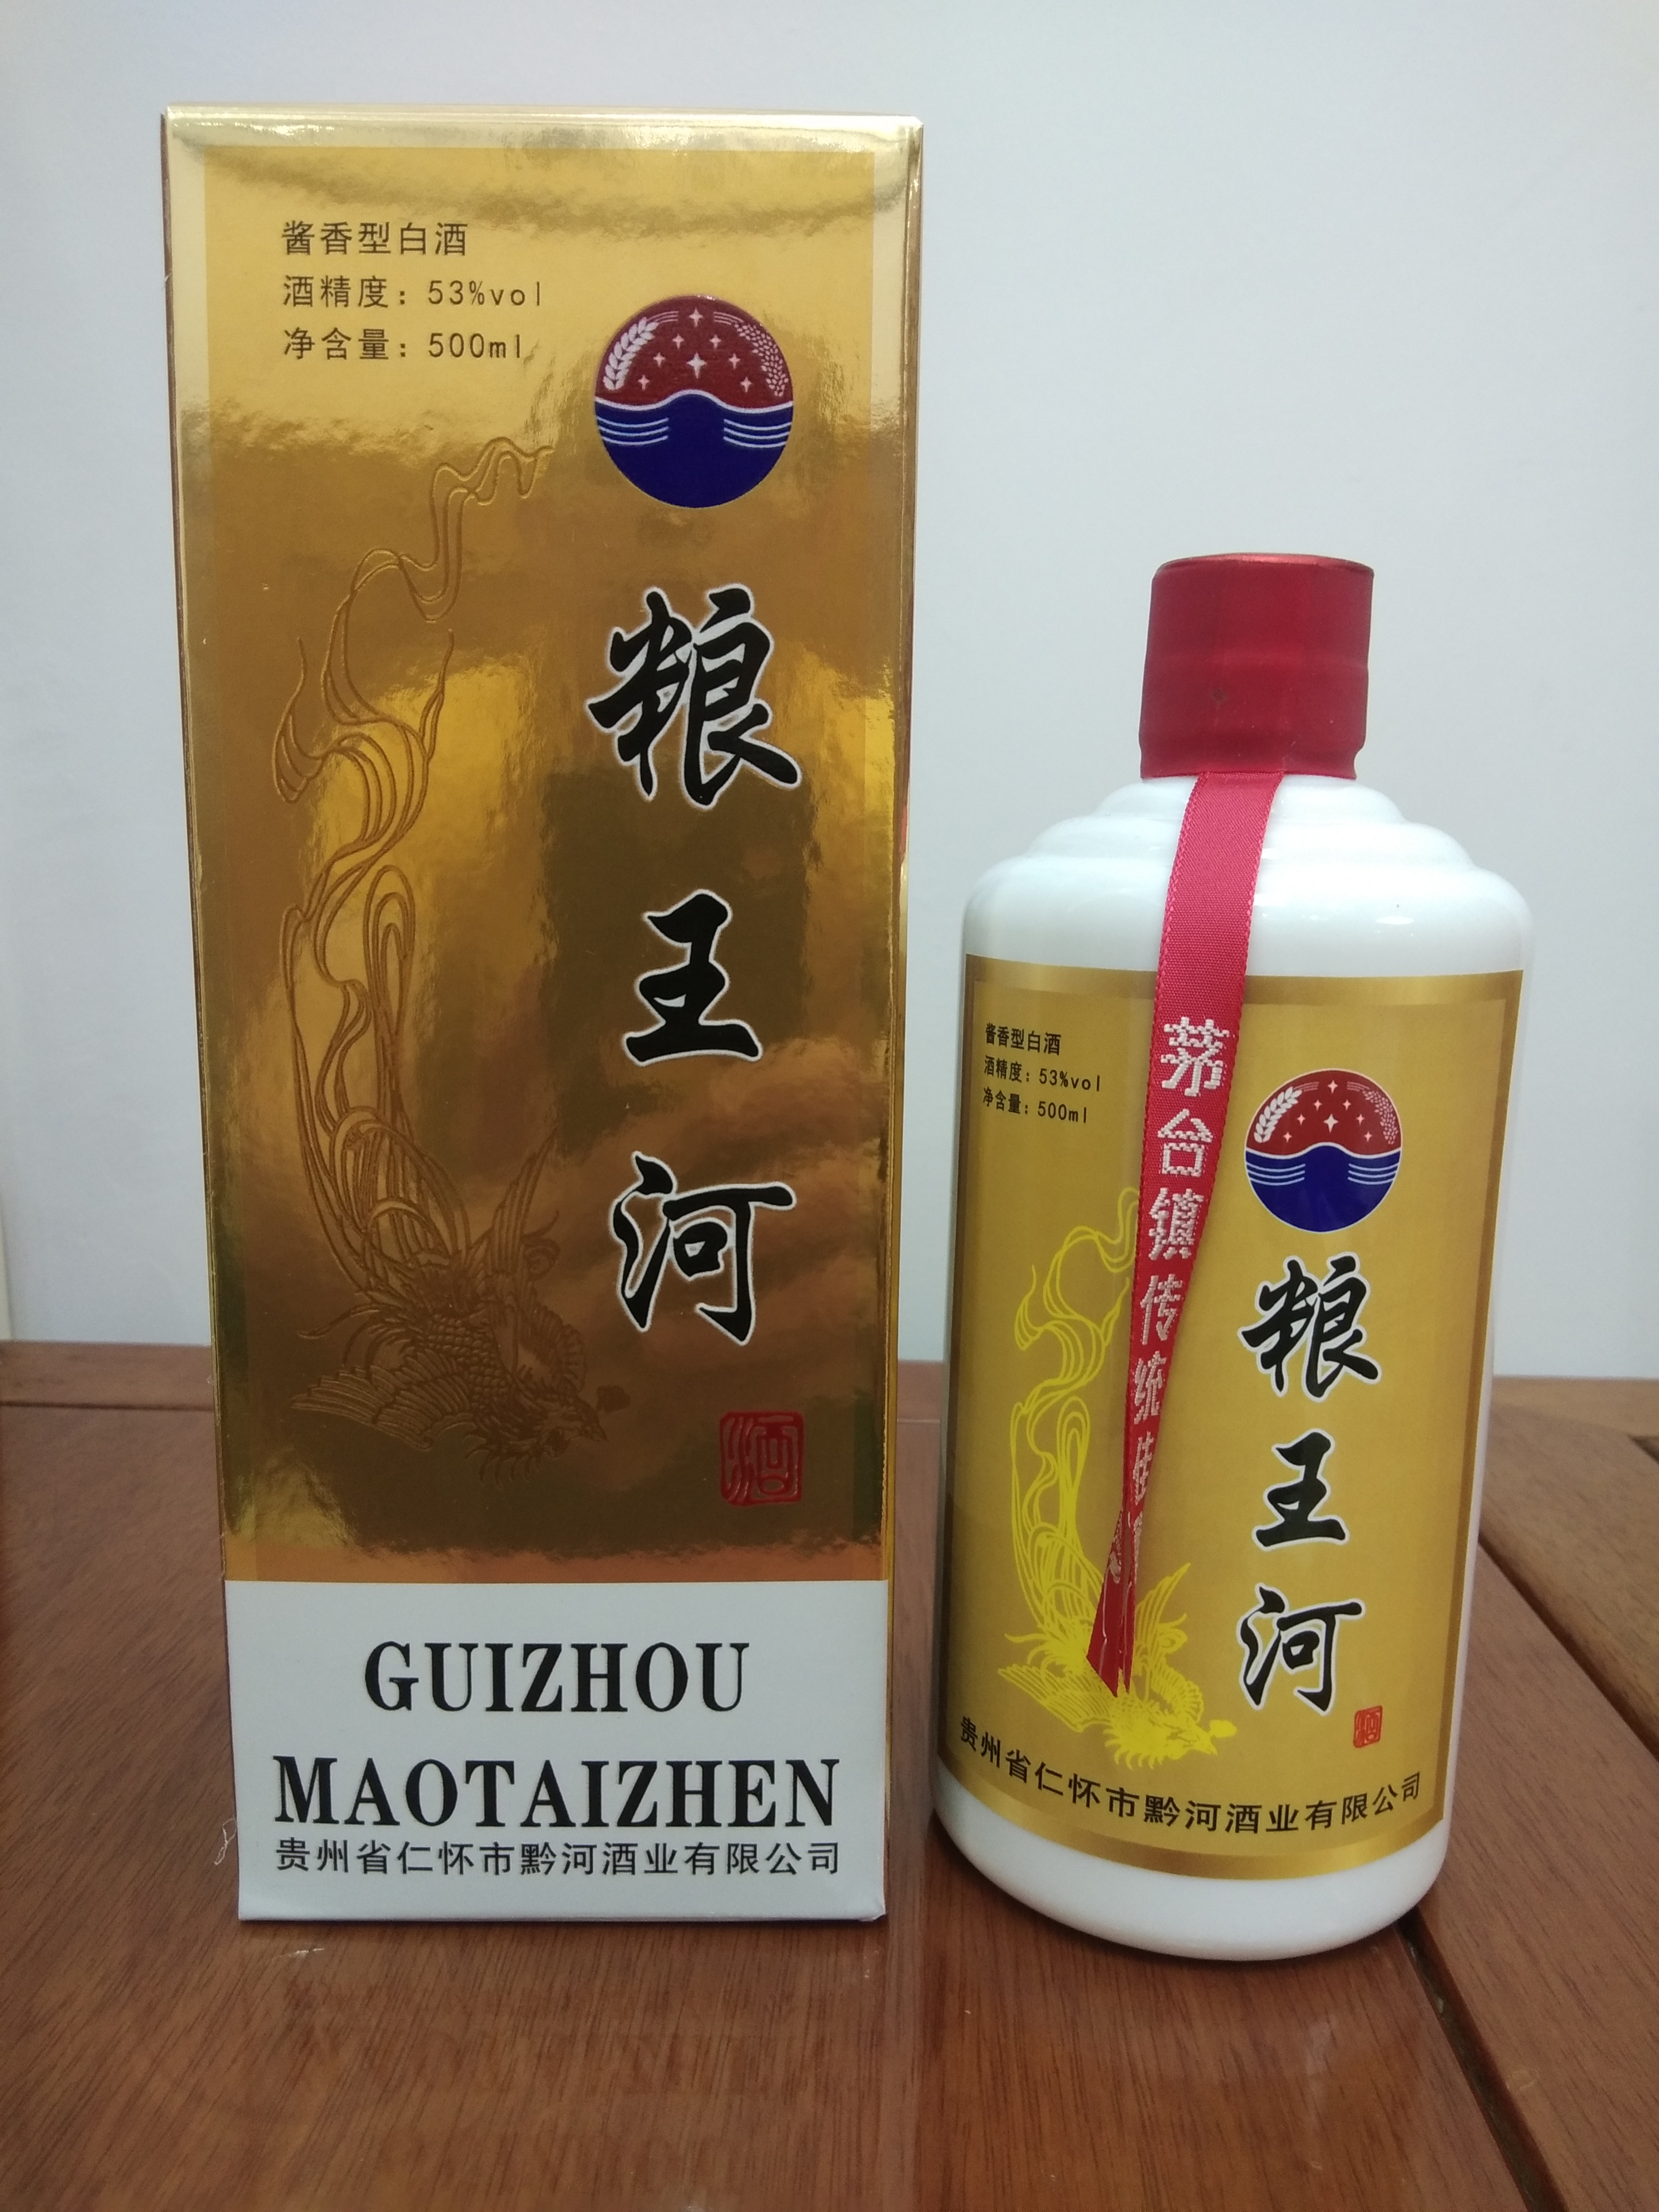 酱香型白酒
酒精度：53%vol
净含量：500ml
粮王河
酒
GUIZHOU
MAOTAIZHEN
贵州省仁怀市黔河酒业有限公司
茅台镇传统佳
酱香型白酒
酒精度：53%vol
净含量：500ml
粮王河
酒
贵州省仁怀市黔河酒业有限公司